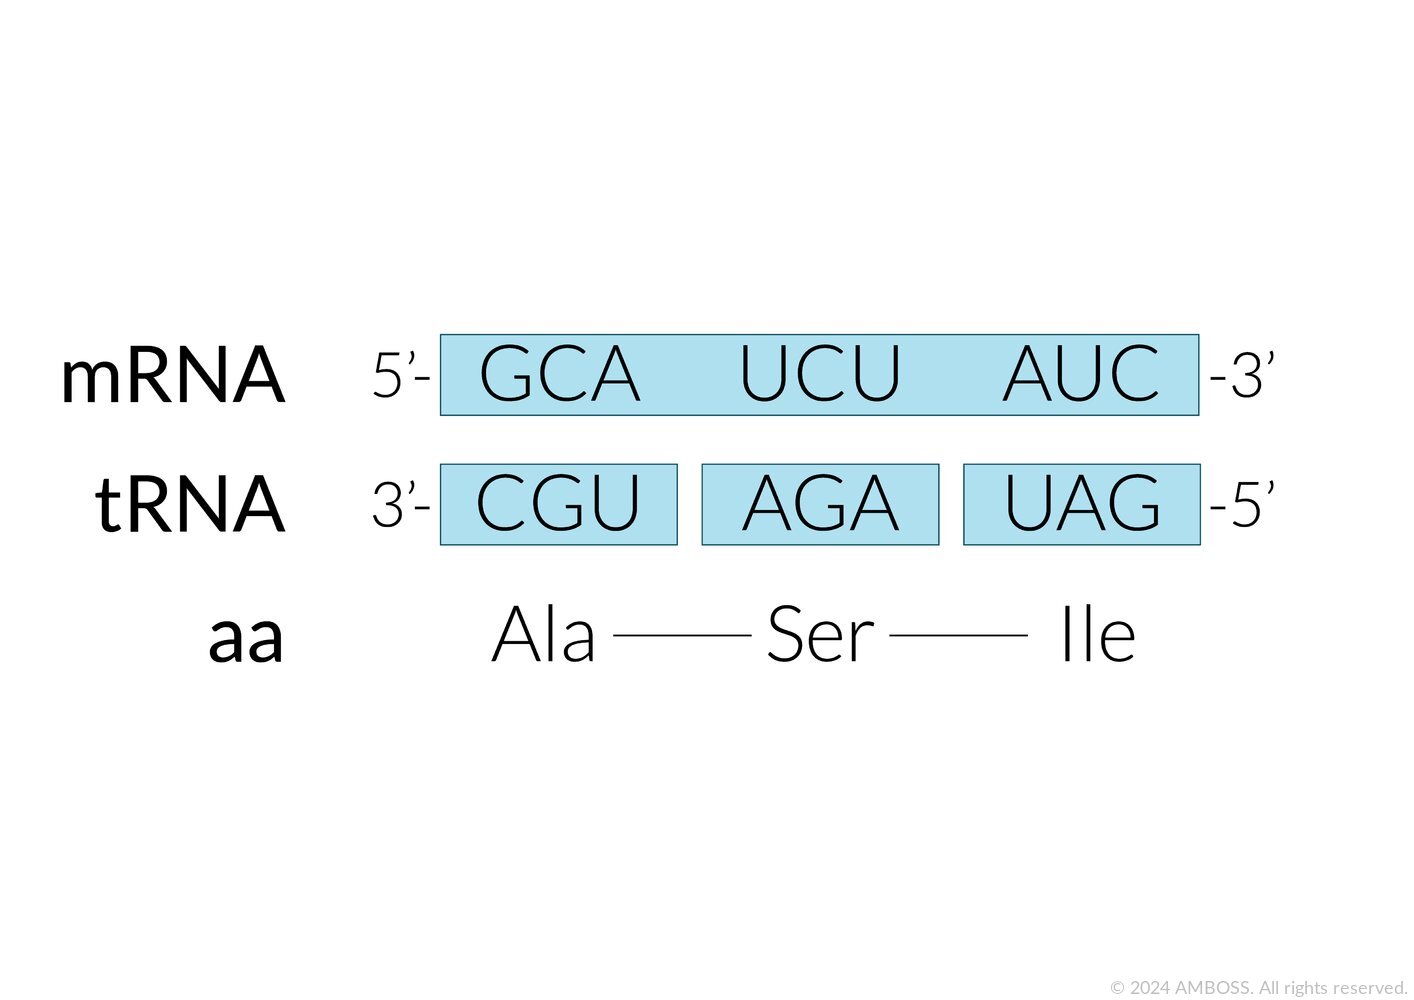 mRNA 5’- GCA UCU AUC -3’
tRNA 3’- CGU AGA UAG -5’
aa Ala Ser Ile
© 2024 AMBOSS. All rights reserved.